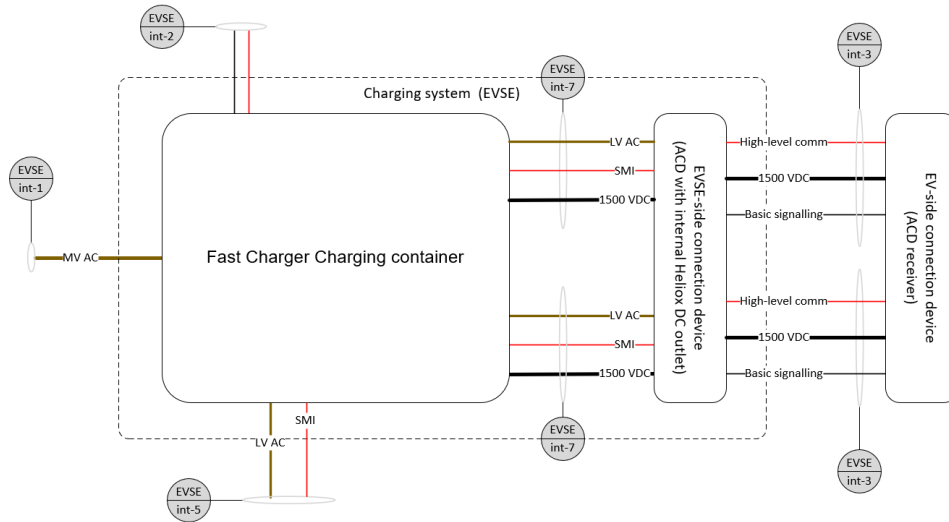 EVSE
int-2
EVSE
int-3
EVSE
int-7
Charging system (EVSE)
LV AC
High-level comm
SMI
1500 VDC
EVSE
int-1
1500 VDC
Basic signalling
MV AC
Fast Charger Charging container
EVSE-side connection device
(ACD with internal Heliox DC outlet)
EV-side connection device
(ACD receiver)
High-level comm
LV AC
1500 VDC
SMI
1500 VDC
Basic signalling
SMI
LV AC
EVSE
int-7
EVSE
int-3
EVSE
int-5